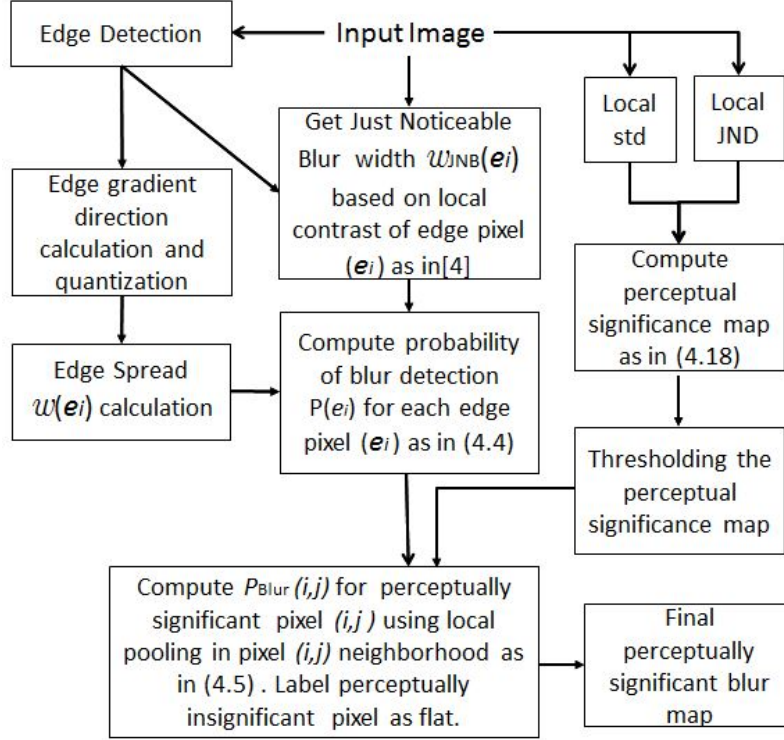 Edge Detection
Input Image
Local
std
Local
JND
Get Just Noticeable
Blur width 𝓌JNB(ei)
based on local
contrast of edge pixel
(ei) as in[4]
Edge gradient
direction
calculation and
quantization
Compute
perceptual
significance map
as in (4.18)
Edge Spread
𝓌(ei) calculation
Compute probability
of blur detection
P(ei) for each edge
pixel (ei) as in (4.4)
Thresholding the
perceptual
significance map
Compute PBlur (i,j) for perceptually
significant pixel (i,j ) using local
pooling in pixel (i,j) neighborhood as
in (4.5) . Label perceptually
insignificant pixel as flat.
Final
perceptually
significant blur
map